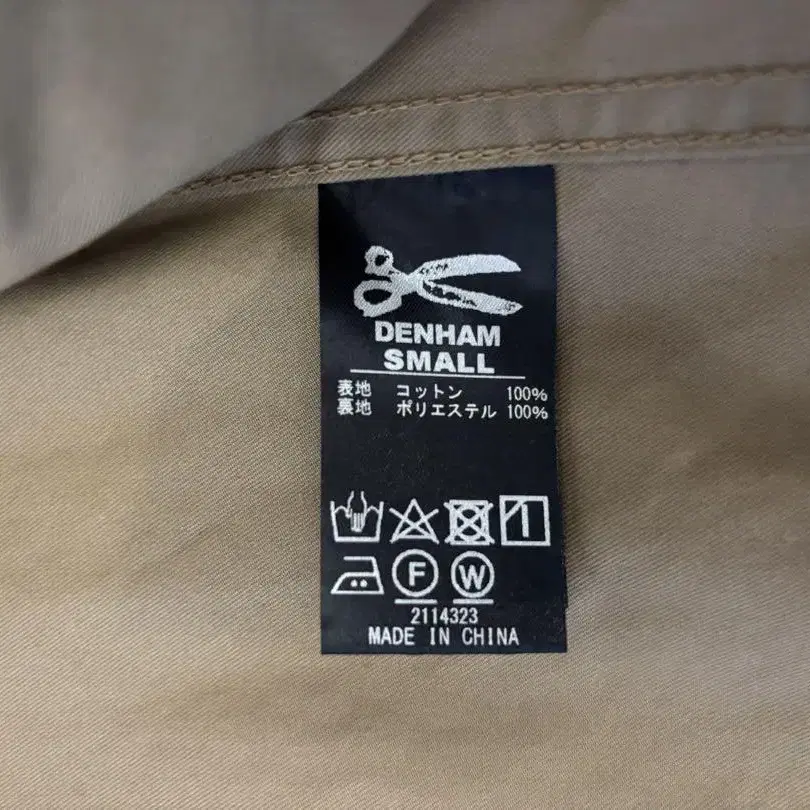 DENHAM
SMALL
表地 コットン 100%
裏地 ポリエステル 100%
F W
2114323
MADE IN CHINA